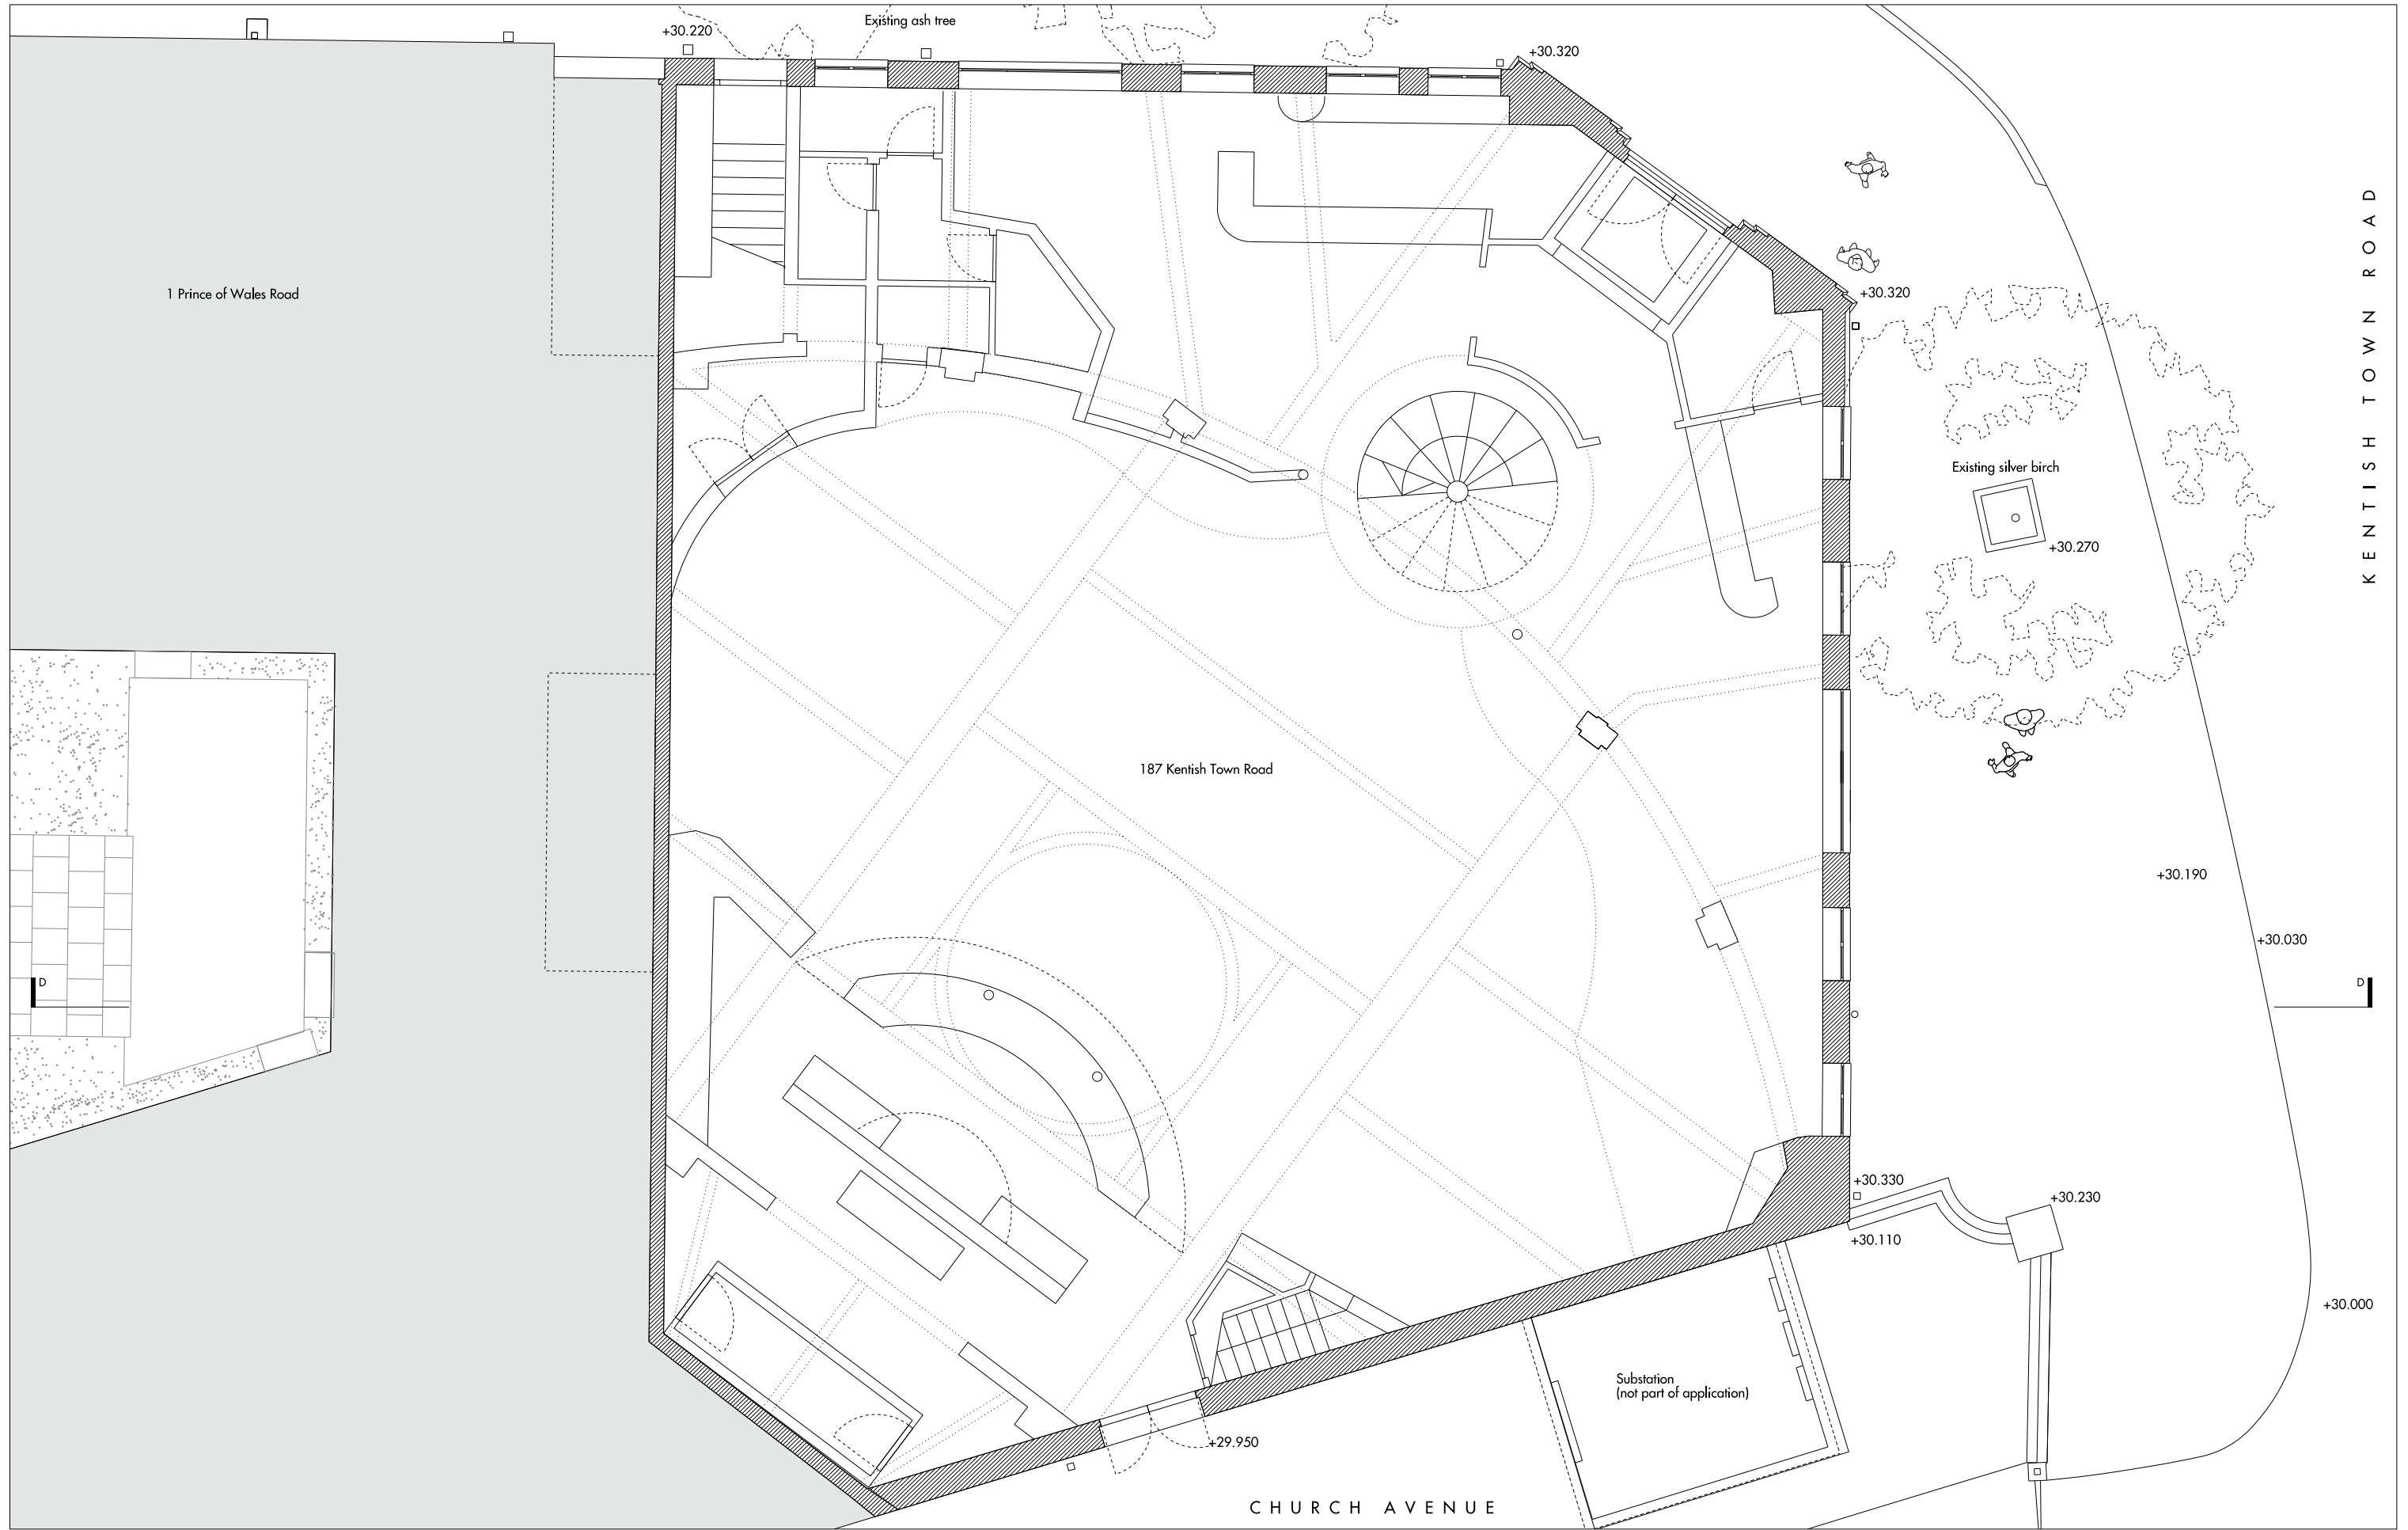 Existing ash tree
+30.220
+30.320
1 Prince of Wales Road
+30.320
KENTISH TOWN ROAD
Existing silver birch
+30.270
187 Kentish Town Road
+30.190
+30.030
D
D
+30.330
+30.230
+30.110
+30.000
Substation
(not part of application)
+29.950
CHURCH AVENUE